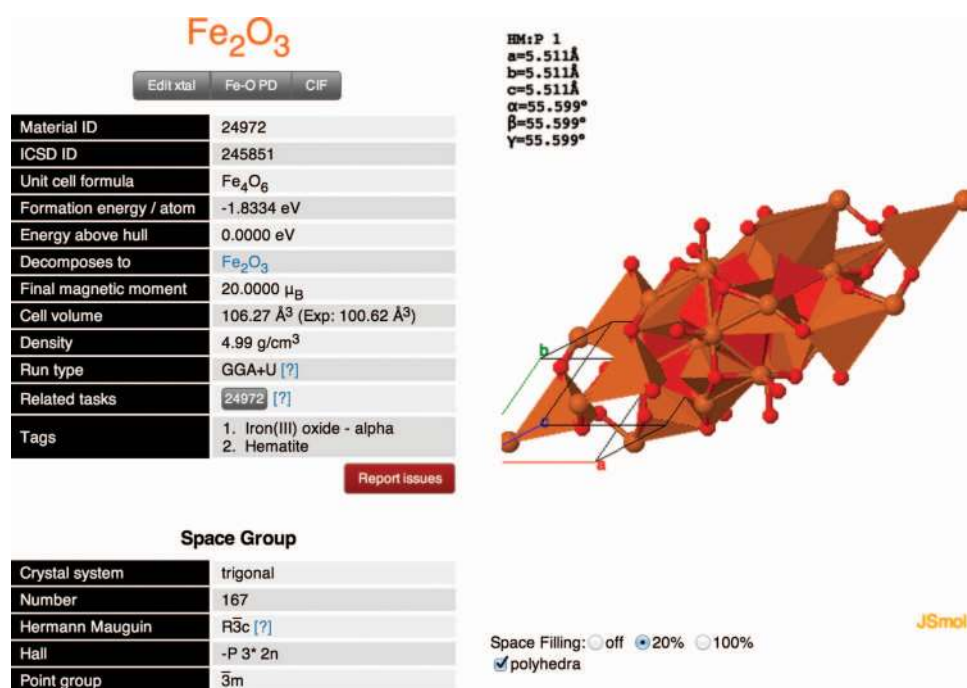 Fe₂O₃
Edit xtal Fe-O PD CIF
Material ID 24972
ICSD ID 245851
Unit cell formula Fe₄O₆
Formation energy / atom -1.8334 eV
Energy above hull 0.0000 eV
Decomposes to Fe₂O₃
Final magnetic moment 20.0000 μB
Cell volume 106.27 Å³ (Exp: 100.62 Å³)
Density 4.99 g/cm³
Run type GGA+U [?]
Related tasks 24972 [?]
Tags 1. Iron(III) oxide - alpha
2. Hematite
Report issues
Space Group
Crystal system trigonal
Number 167
Hermann Mauguin R3̅c [?]
Hall -P 3* 2n
Point group 3̅m
HM:P 1
a=5.511Å
b=5.511Å
c=5.511Å
α=55.599°
β=55.599°
γ=55.599°
b
c
a
JSmol
Space Filling: off 20% 100%
polyhedra